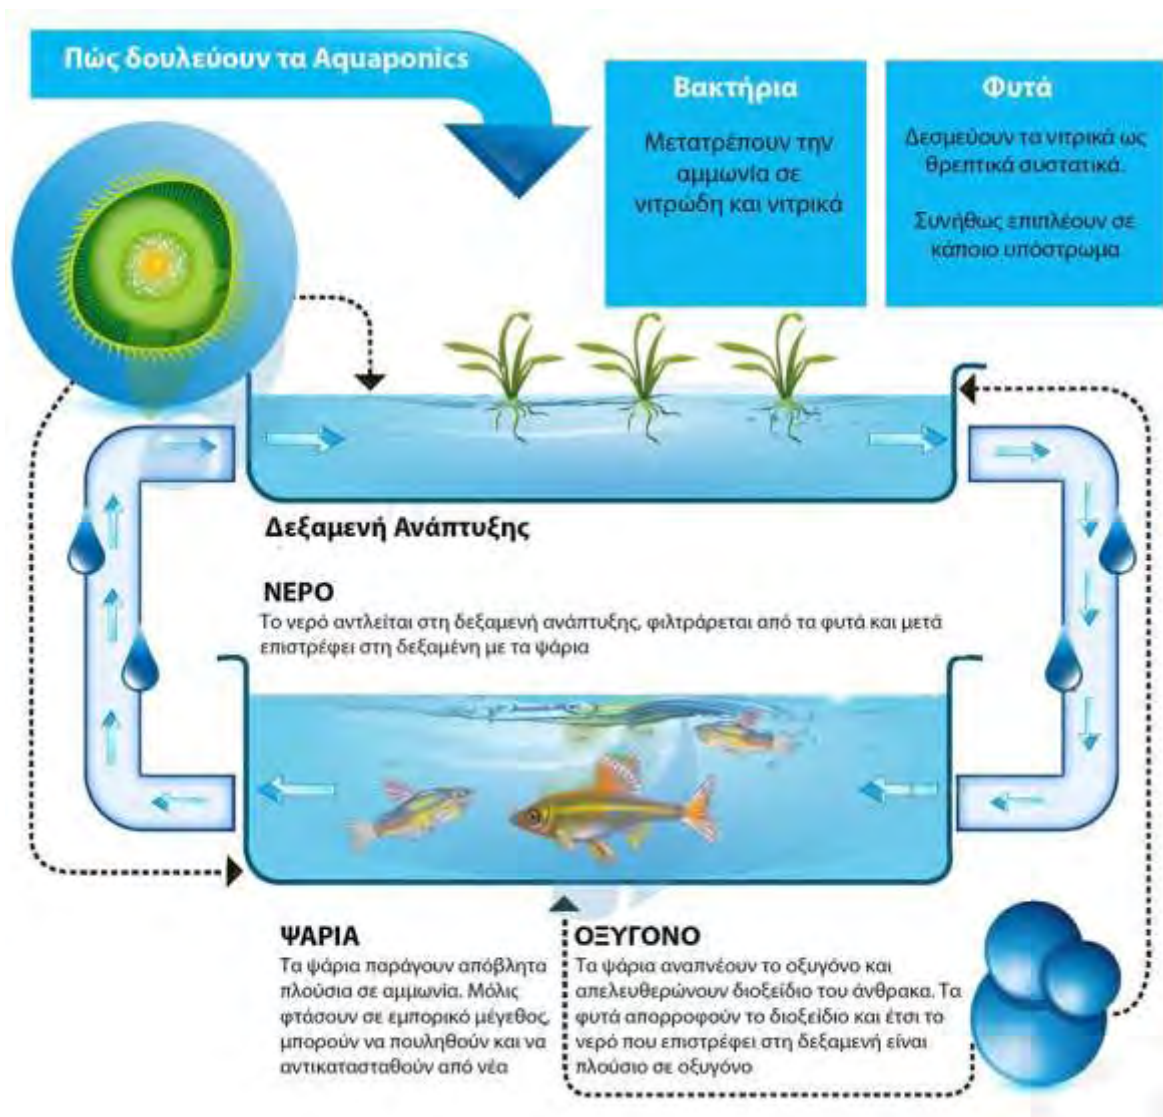 Πώς δουλεύουν τα Aquaponics
Βακτήρια
Μετατρέπουν την
αμμωνία σε
νιτρώδη και νιτρικά
Φυτά
Δεσμεύουν τα νιτρικά ως
θρεπτικά συστατικά.
Συνήθως επιπλέουν σε
κάποιο υπόστρωμα
Δεξαμενή Ανάπτυξης
ΝΕΡΟ
Το νερό αντλείται στη δεξαμενή ανάπτυξης, φιλτράρεται από τα φυτά και μετά
επιστρέφει στη δεξαμένη με τα ψάρια
ΨΑΡΙΑ
Τα ψάρια παράγουν απόβλητα
πλούσια σε αμμωνία. Μόλις
φτάσουν σε εμπορικό μέγεθος,
μπορούν να πουληθούν και να
αντικατασταθούν από νέα
ΟΞΥΓΟΝΟ
Τα ψάρια αναπνέουν το οξυγόνο και
απελευθερώνουν διοξείδιο του άνθρακα. Τα
φυτά απορροφούν το διοξείδιο και έτσι το
νερό που επιστρέφει στη δεξαμενή είναι
πλούσιο σε οξυγόνο